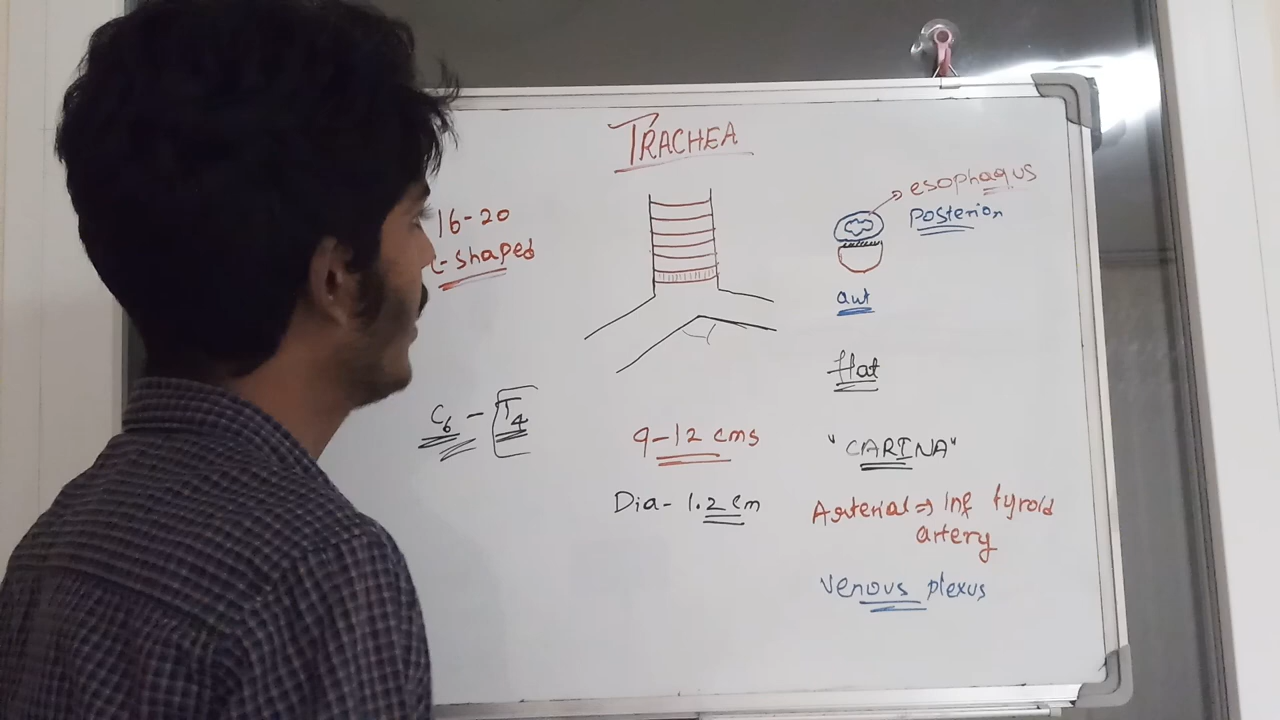 TRACHEA
16-20
C-shaped
C6 - T4
9-12 cms
Dia- 1.2 cm
esophagus
Posterior
ant
flat
"CARINA"
Arterial => Inf tyroid
artery
Venous plexus